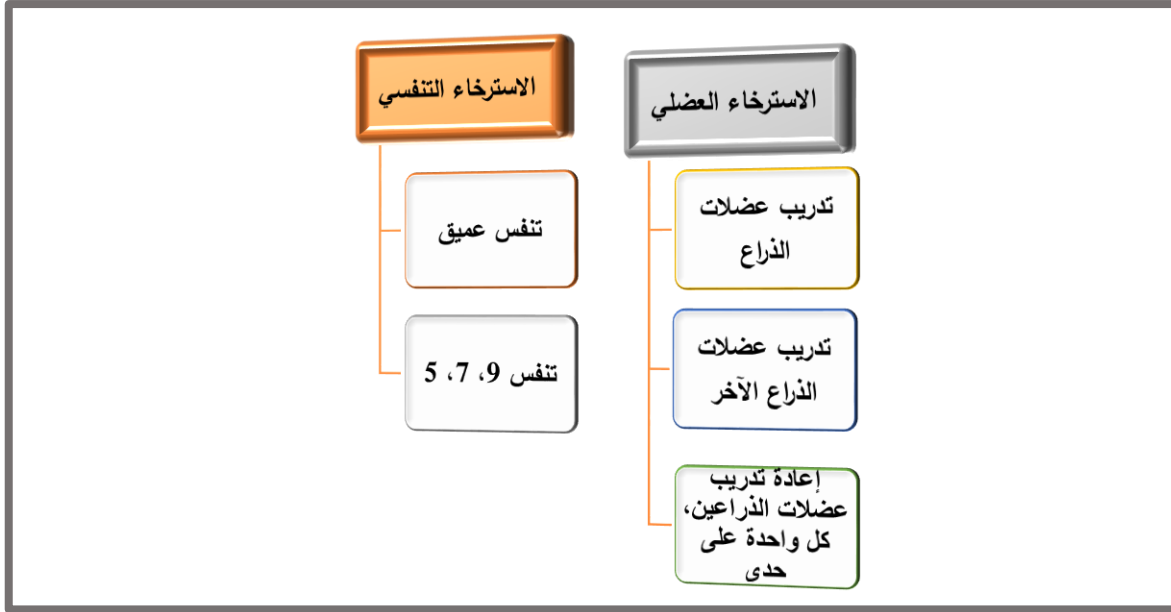 الاسترخاء العضلي
تدريب عضلات
الذراع
تدريب عضلات
الذراع الآخر
إعادة تدريب
عضلات الذراعين،
كل واحدة على
حدى
الاسترخاء التنفسي
تنفس عميق
تنفس 9، 7، 5